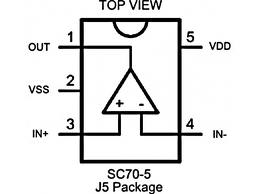 TOP VIEW
OUT 1 5 VDD
VSS 2
+ -
IN+ 3 4 IN-
SC70-5
J5 Package